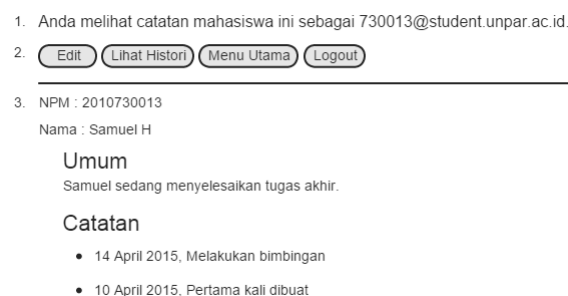 1. Anda melihat catatan mahasiswa ini sebagai 730013@student.unpar.ac.id.
2. Edit Lihat Histori Menu Utama Logout
3. NPM : 2010730013
Nama : Samuel H
Umum
Samuel sedang menyelesaikan tugas akhir.
Catatan
• 14 April 2015, Melakukan bimbingan
• 10 April 2015, Pertama kali dibuat